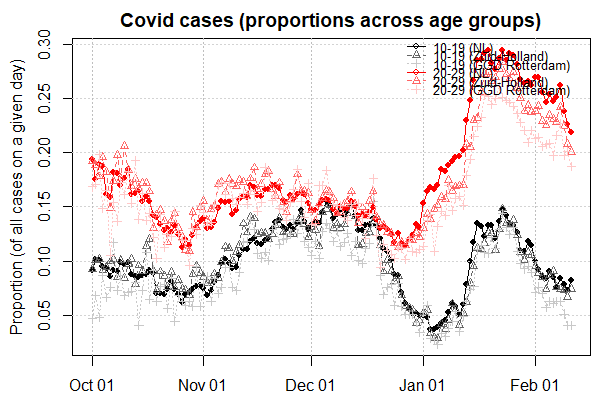 Covid cases (proportions across age groups)
Proportion (of all cases on a given day)
0.30
0.25
0.20
0.15
0.10
0.05
10-19 (NL)
10-19 (Zuid-Holland)
10-19 (GGD Rotterdam)
20-29 (NL)
20-29 (Zuid-Holland)
20-29 (GGD Rotterdam)
Oct 01 Nov 01 Dec 01 Jan 01 Feb 01